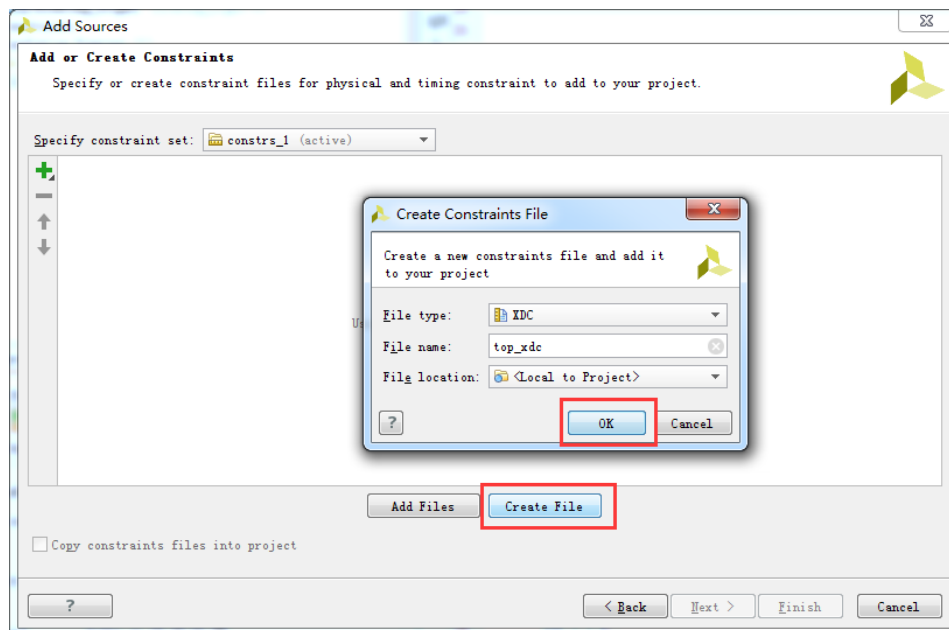 Add Sources
Add or Create Constraints
Specify or create constraint files for physical and timing constraint to add to your project.
Specify constraint set: constrs_1 (active)
Create Constraints File
Create a new constraints file and add it
to your project
File type: XDC
File name: top_xdc
File location: <Local to Project>
?
OK
Cancel
Add Files
Create File
Copy constraints files into project
?
< Back
Next >
Finish
Cancel